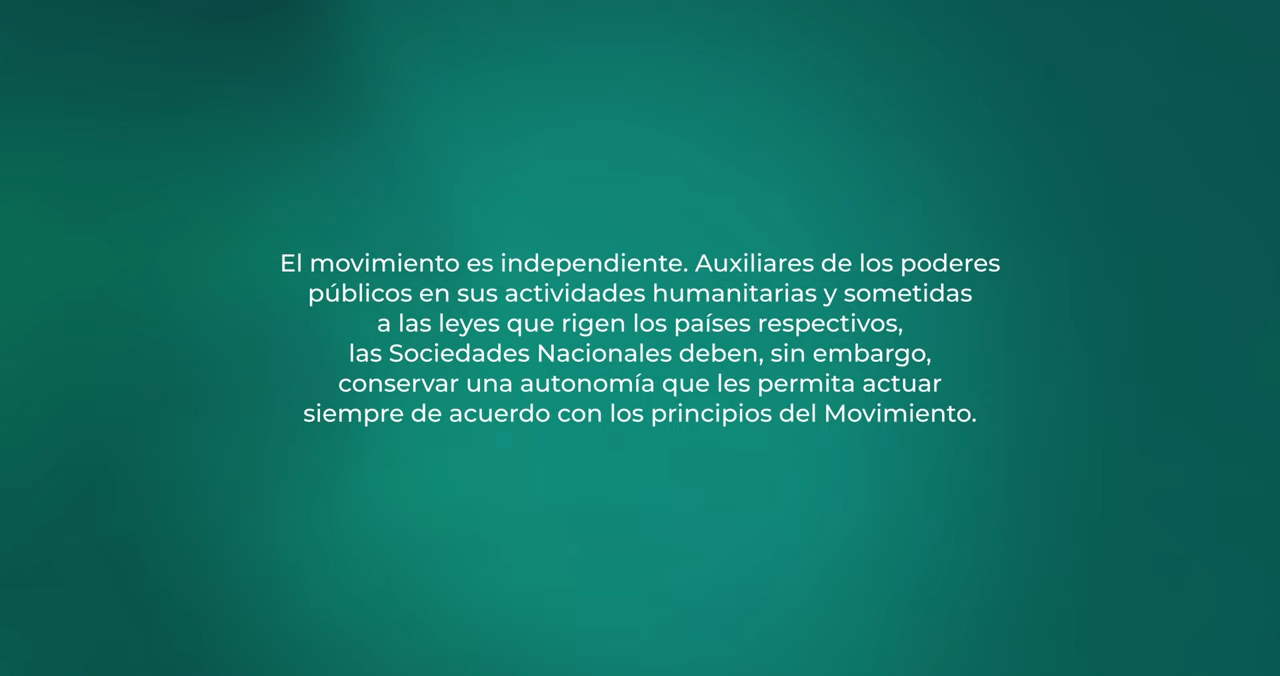 El movimiento es independiente. Auxiliares de los poderes
públicos en sus actividades humanitarias y sometidas
a las leyes que rigen los países respectivos,
las Sociedades Nacionales deben, sin embargo,
conservar una autonomía que les permita actuar
siempre de acuerdo con los principios del Movimiento.